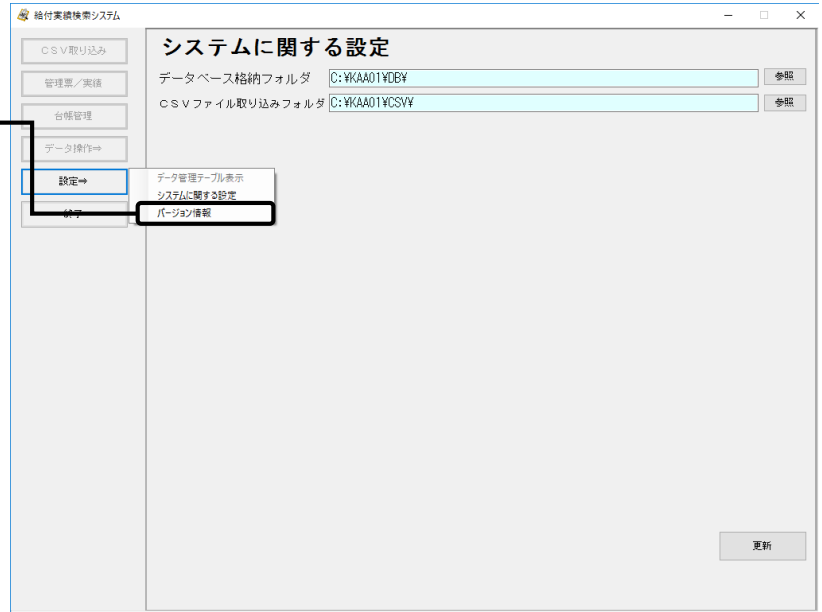 給付実績検索システム
CSV取り込み
管理票／実績
台帳管理
データ操作⇒
設定⇒
終了
システムに関する設定
データベース格納フォルダ C:¥KAA01¥DB¥ 参照
CSVファイル取り込みフォルダ C:¥KAA01¥CSV¥ 参照
データ管理テーブル表示
システムに関する設定
バージョン情報
更新